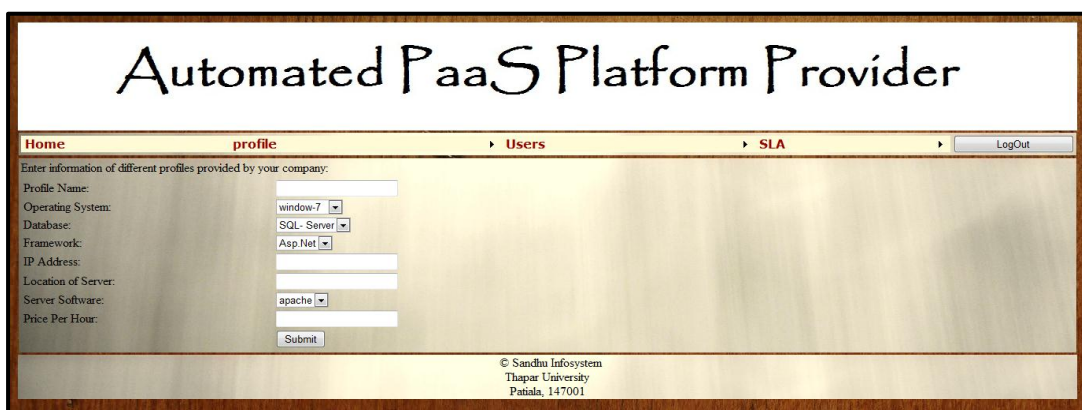 Automated PaaS Platform Provider
Home profile Users SLA LogOut
Enter information of different profiles provided by your company:
Profile Name:
Operating System: window-7
Database: SQL- Server
Framework: Asp.Net
IP Address:
Location of Server:
Server Software: apache
Price Per Hour:
Submit
© Sandhu Infosystem
Thapar University
Patiala, 147001